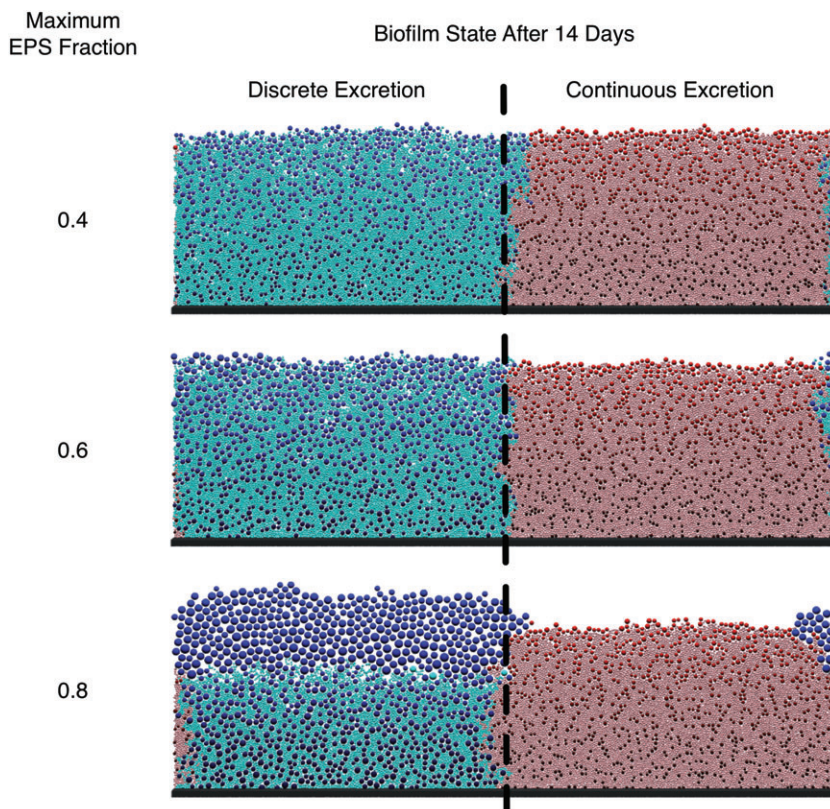 Maximum
EPS Fraction
Biofilm State After 14 Days
Discrete Excretion
Continuous Excretion
0.4
0.6
0.8